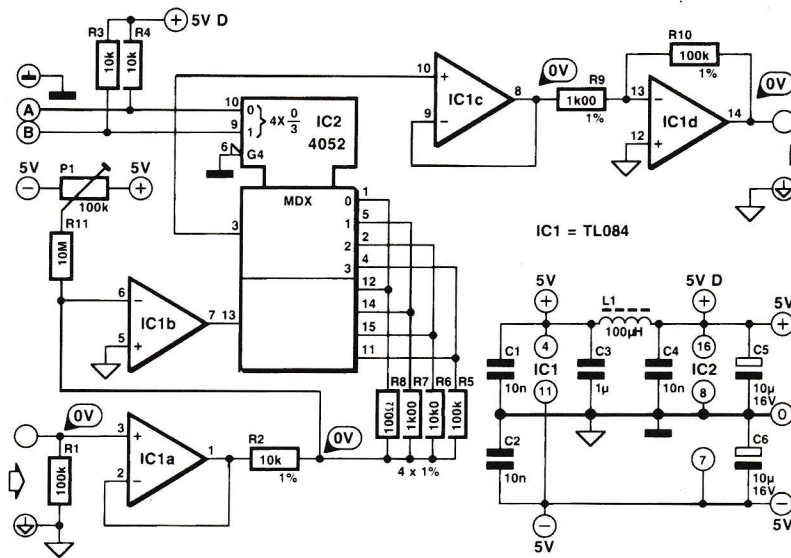 R3 R4
10k 10k
5V D
A
B
10 0
9 1
4X 0/3
6 G4
IC2
4052
5V P1 5V
100k
R11
10M
MDX
3
1 0
5 1
2 2
4 3
12
14
15
11
6
5
IC1b
7 13
R8 R7 R6 R5
100Ω 1k00 10k0 100k
4 x 1%
0V
3
2
IC1a
1
R2
10k
1%
0V
R1
100k
10
9
IC1c
8
0V
R9
1k00
1%
R10
100k
1%
13
12
IC1d
14
0V
IC1 = TL084
5V
L1
100µH
5V D
5V
4
16
C1
10n
IC1
11
C3
1µ
C4
10n
IC2
8
C5
10µ
16V
0
C2
10n
7
C6
10µ
16V
5V
5V